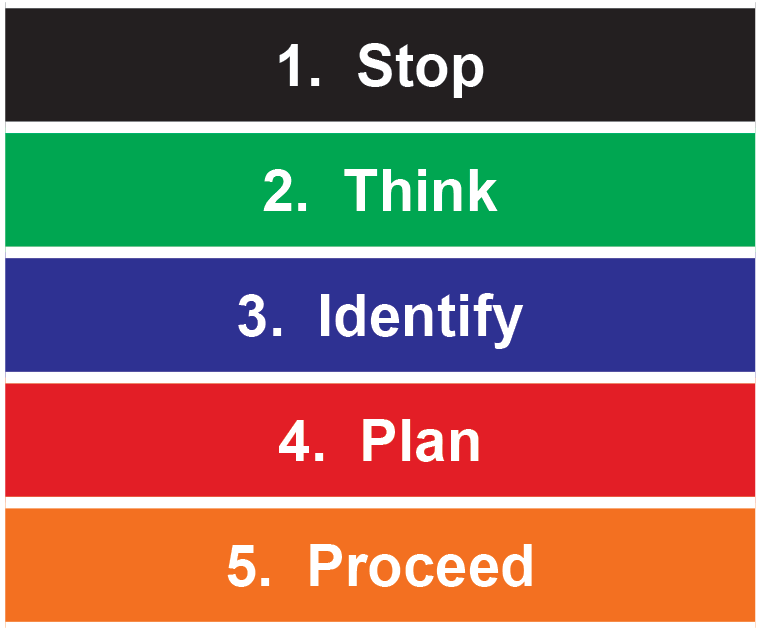 1. Stop
2. Think
3. Identify
4. Plan
5. Proceed